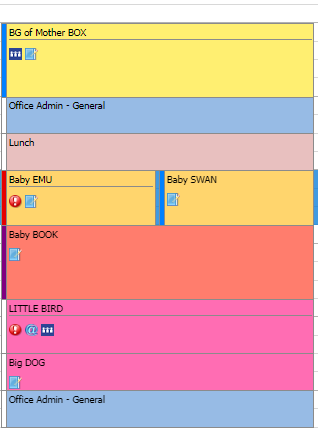 BG of Mother BOX
Office Admin - General
Lunch
Baby EMU
Baby SWAN
Baby BOOK
LITTLE BIRD
Big DOG
Office Admin - General